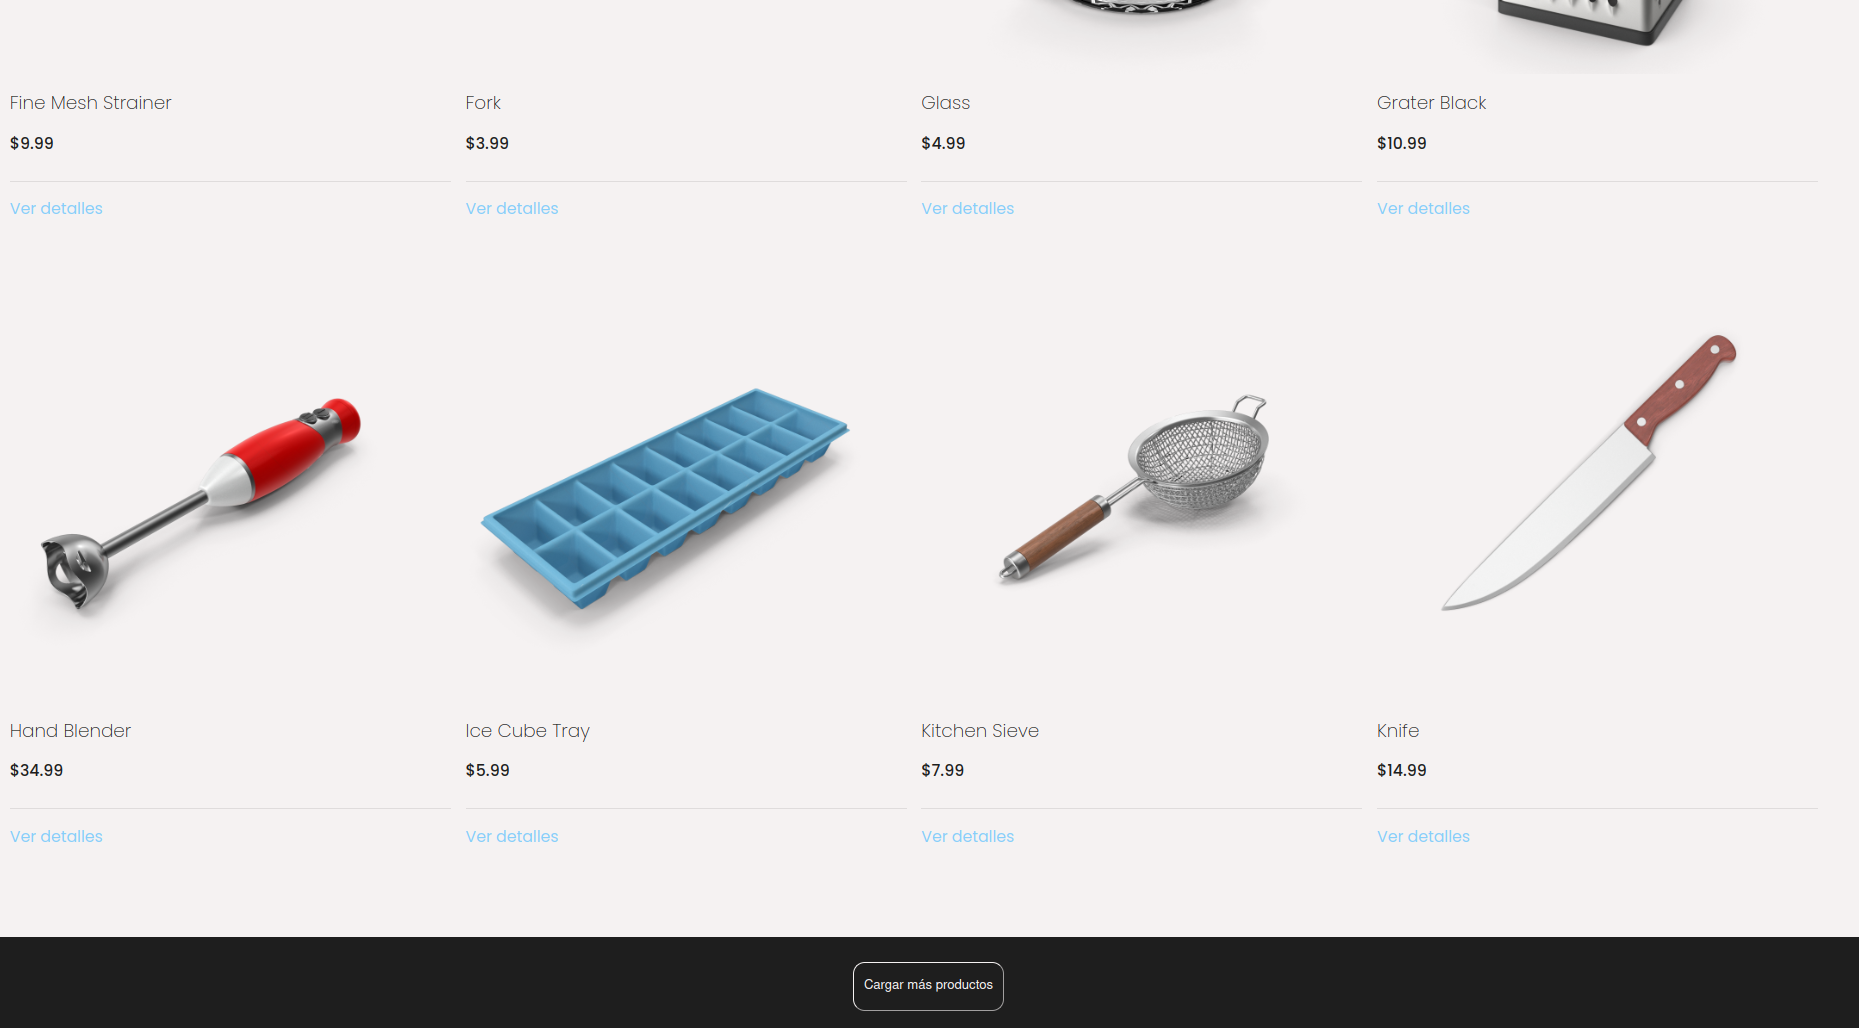 Fine Mesh Strainer
Fork
Glass
Grater Black
$9.99
$3.99
$4.99
$10.99
Ver detalles
Ver detalles
Ver detalles
Ver detalles
Hand Blender
Ice Cube Tray
Kitchen Sieve
Knife
$34.99
$5.99
$7.99
$14.99
Ver detalles
Ver detalles
Ver detalles
Ver detalles
Cargar más productos